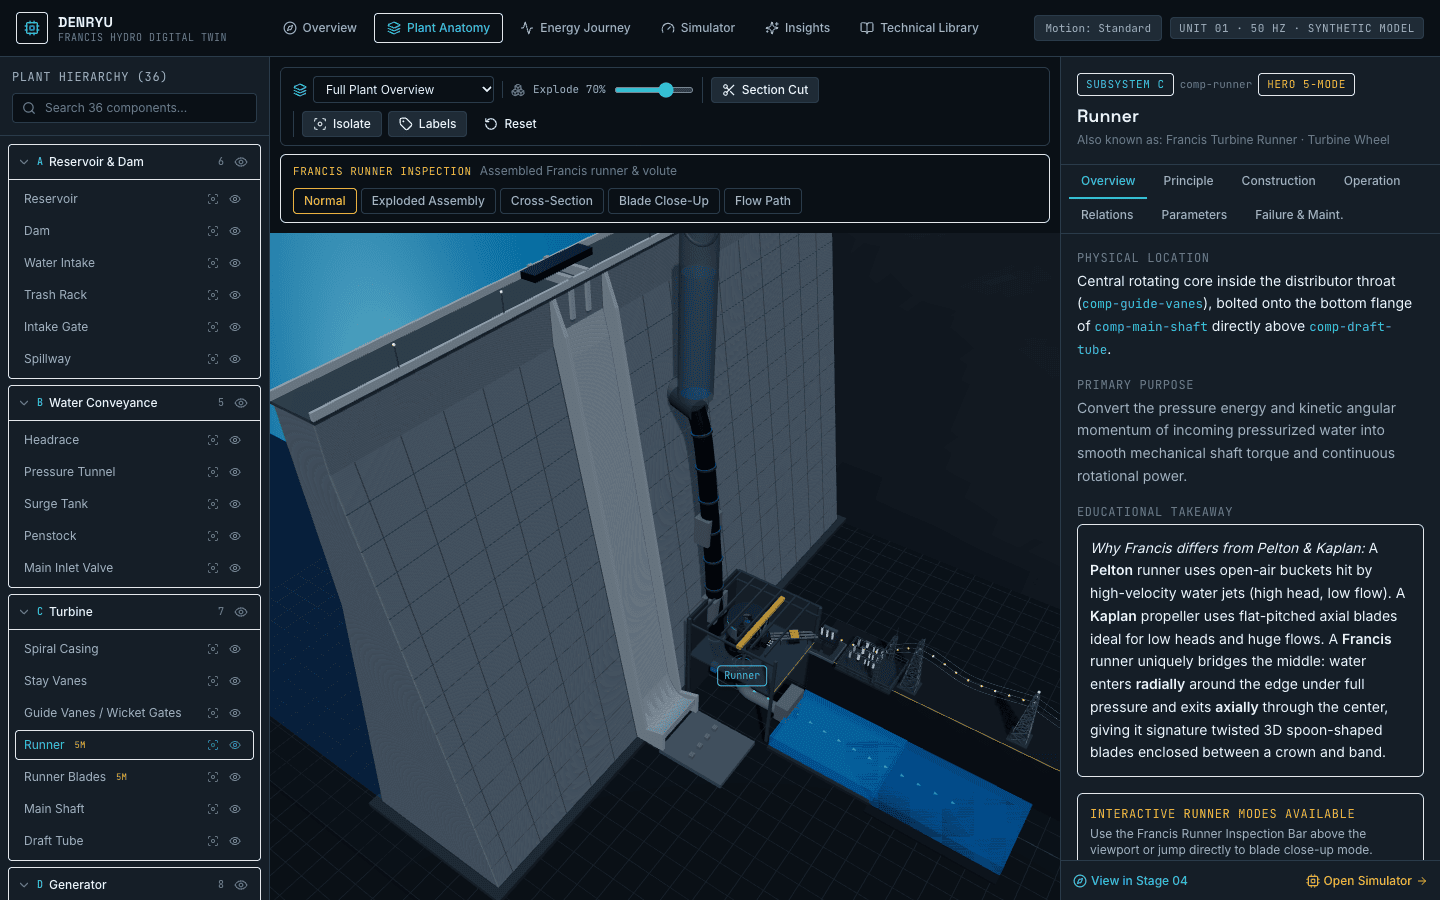 DENRYU
FRANCIS HYDRO DIGITAL TWIN
Overview
Plant Anatomy
Energy Journey
Simulator
Insights
Technical Library
Motion: Standard
UNIT 01 · 50 HZ · SYNTHETIC MODEL
PLANT HIERARCHY (36)
Search 36 components...
A Reservoir & Dam 6
Reservoir
Dam
Water Intake
Trash Rack
Intake Gate
Spillway
B Water Conveyance 5
Headrace
Pressure Tunnel
Surge Tank
Penstock
Main Inlet Valve
C Turbine 7
Spiral Casing
Stay Vanes
Guide Vanes / Wicket Gates
Runner 5M
Runner Blades 5M
Main Shaft
Draft Tube
D Generator 8
Full Plant Overview
Explode 70%
Section Cut
Isolate
Labels
Reset
FRANCIS RUNNER INSPECTION Assembled Francis runner & volute
Normal
Exploded Assembly
Cross-Section
Blade Close-Up
Flow Path
Runner
SUBSYSTEM C comp-runner HERO 5-MODE
Runner
Also known as: Francis Turbine Runner · Turbine Wheel
Overview
Principle
Construction
Operation
Relations
Parameters
Failure & Maint.
PHYSICAL LOCATION
Central rotating core inside the distributor throat
(comp-guide-vanes), bolted onto the bottom flange
of comp-main-shaft directly above comp-draft-
tube.
PRIMARY PURPOSE
Convert the pressure energy and kinetic angular
momentum of incoming pressurized water into
smooth mechanical shaft torque and continuous
rotational power.
EDUCATIONAL TAKEAWAY
Why Francis differs from Pelton & Kaplan: A
Pelton runner uses open-air buckets hit by
high-velocity water jets (high head, low flow). A
Kaplan propeller uses flat-pitched axial blades
ideal for low heads and huge flows. A Francis
runner uniquely bridges the middle: water
enters radially around the edge under full
pressure and exits axially through the center,
giving it signature twisted 3D spoon-shaped
blades enclosed between a crown and band.
INTERACTIVE RUNNER MODES AVAILABLE
Use the Francis Runner Inspection Bar above the
viewport or jump directly to blade close-up mode.
View in Stage 04
Open Simulator →